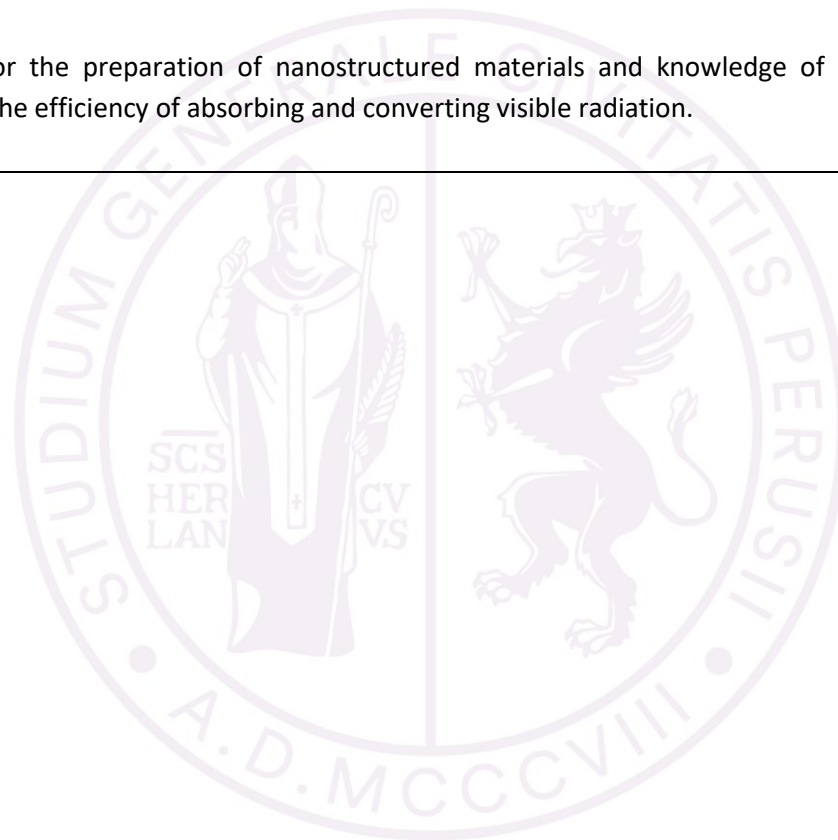 or the preparation of nanostructured materials and knowledge of
he efficiency of absorbing and converting visible radiation.
STUDIUM GENERALE CIVITATIS PERUSII
SCS
HER
LAN
CV
VS
A.D. MCCCVIII